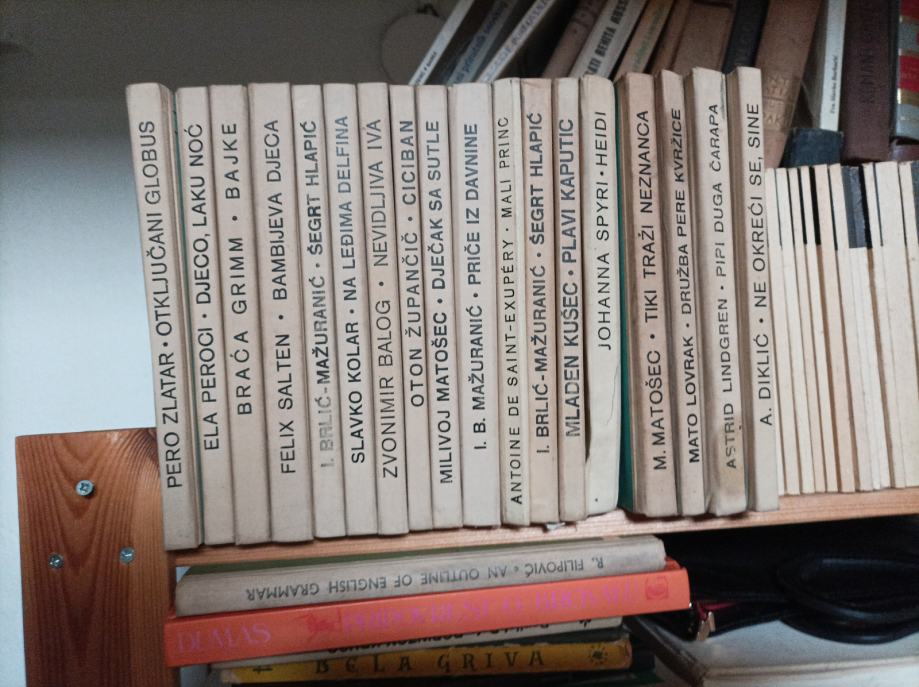 PERO ZLATAR • OTKLJUČANI GLOBUS
ELA PEROCI • DJECO, LAKU NOĆ
BRAĆA GRIMM • BAJKE
FELIX SALTEN • BAMBIJEVA DJECA
I. BRLIĆ-MAŽURANIĆ • ŠEGRT HLAPIĆ
SLAVKO KOLAR • NA LEĐIMA DELFINA
ZVONIMIR BALOG • NEVIDLJIVA IVA
OTON ŽUPANČIČ • CICIBAN
MILIVOJ MATOŠEC • DJEČAK SA SUTLE
I. B. MAŽURANIĆ • PRIČE IZ DAVNINE
ANTOINE DE SAINT-EXUPÉRY • MALI PRINC
I. BRLIĆ-MAŽURANIĆ • ŠEGRT HLAPIĆ
MLADEN KUŠEC • PLAVI KAPUTIĆ
JOHANNA SPYRI • HEIDI
M. MATOŠEC • TIKI TRAŽI NEZNANCA
MATO LOVRAK • DRUŽBA PERE KVRŽICE
ASTRID LINDGREN • PIPI DUGA ČARAPA
A. DIKLIĆ • NE OKREĆI SE, SINE
R. FILIPOVIĆ • AN OUTLINE OF ENGLISH GRAMMAR
DUMAS
BELA GRIVA